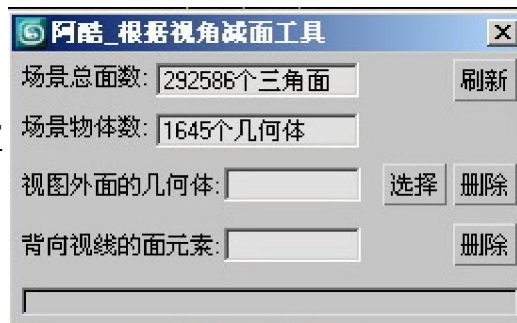 阿酷_根据视角减面工具
场景总面数: 292586个三角面 刷新
场景物体数: 1645个几何体
视图外面的几何体: 选择 删除
背向视线的面元素: 删除